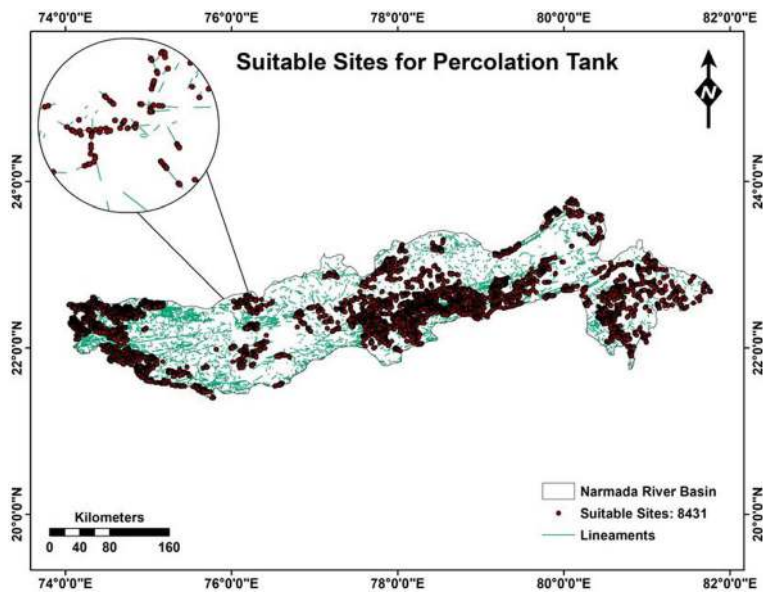 74°0'0"E 76°0'0"E 78°0'0"E 80°0'0"E 82°0'0"E
Suitable Sites for Percolation Tank
N
24°0'0"N 24°0'0"N
22°0'0"N 22°0'0"N
20°0'0"N 20°0'0"N
Narmada River Basin
Suitable Sites: 8431
Lineaments
Kilometers
0 40 80 160
74°0'0"E 76°0'0"E 78°0'0"E 80°0'0"E 82°0'0"E